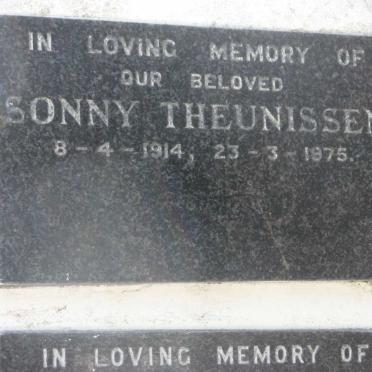 IN LOVING MEMORY OF
OUR BELOVED
SONNY THEUNISSEN
8-4-1914, 23-3-1975.
IN LOVING MEMORY OF